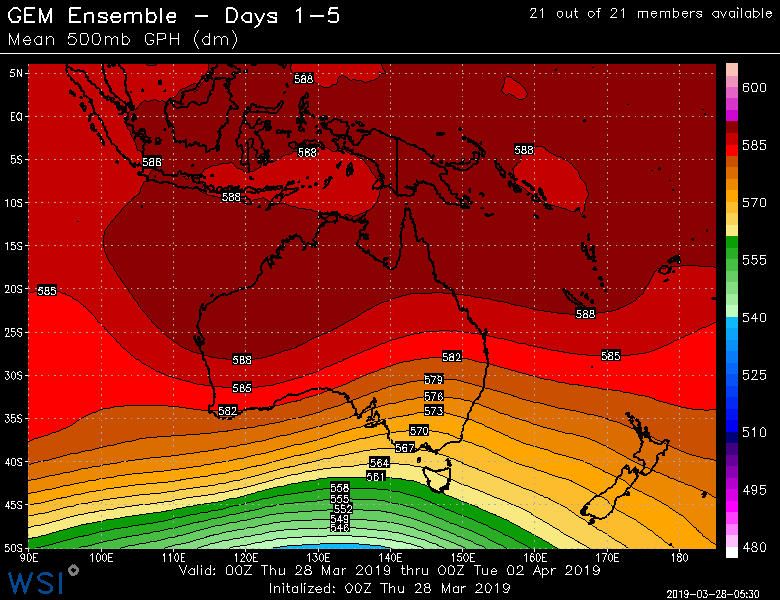 GEM Ensemble – Days 1–5
21 out of 21 members available
Mean 500mb GPH (dm)
5N
EQ
5S
10S
15S
20S
25S
30S
35S
40S
45S
50S
588
588
588
588
588
585
588
588
585
585
582
582
579
576
573
570
567
564
561
558
555
552
549
546
600
585
570
555
540
525
510
495
480
90E
100E
110E
120E
130E
140E
150E
160E
170E
180
Valid: 00Z Thu 28 Mar 2019 thru 00Z Tue 02 Apr 2019
Initalized: 00Z Thu 28 Mar 2019
WSI
2019-03-28-05:30